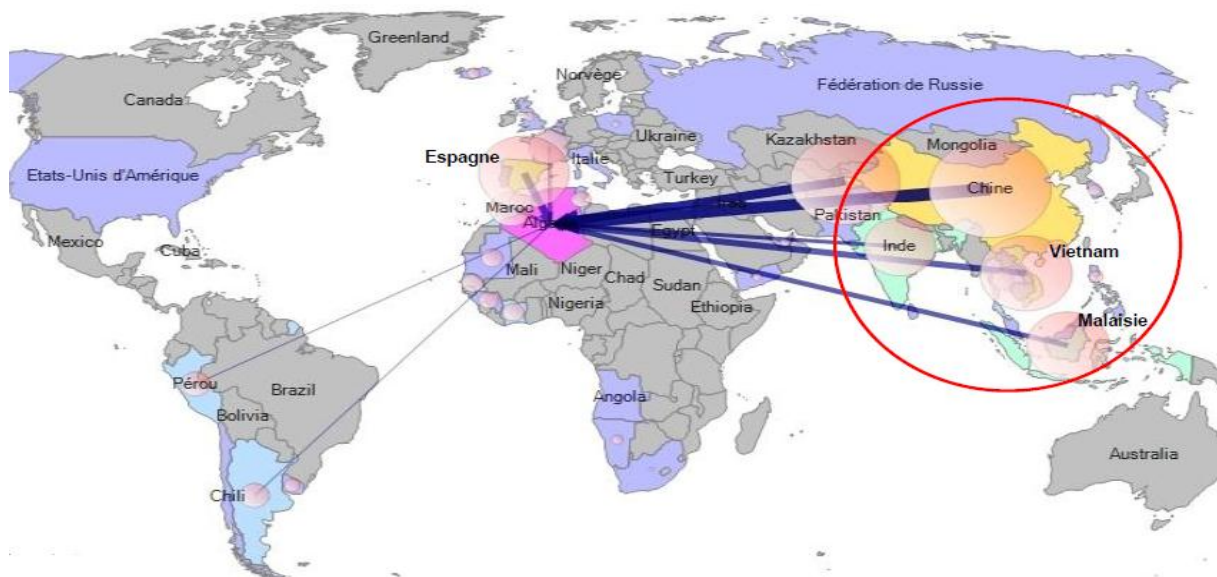 Greenland
Norvège
Canada
Fédération de Russie
Ukraine
Kazakhstan
Mongolia
Espagne
Italie
Etats-Unis d'Amérique
Turkey
Chine
Maroc
Pakistan
Mexico
Cuba
Egypt
Inde
Vietnam
Mali
Niger
Chad
Sudan
Nigeria
Ethiopia
Malaisie
Pérou
Brazil
Bolivia
Angola
Australia
Chili